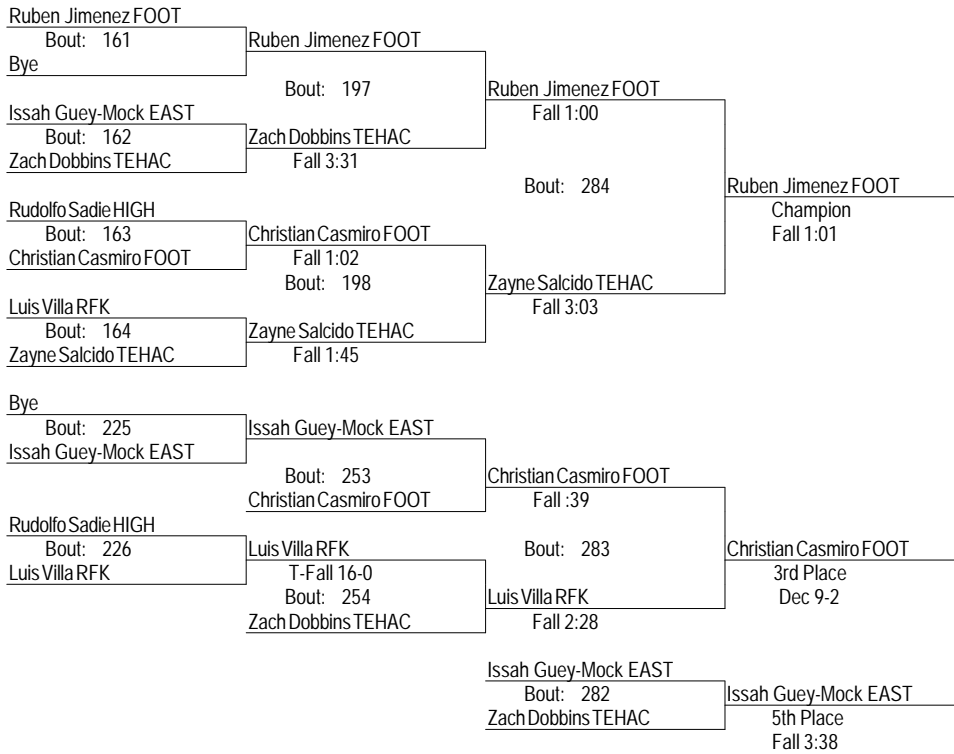 Ruben Jimenez FOOT
Bout: 161
Bye
Ruben Jimenez FOOT
Bout: 197
Issah Guey-Mock EAST
Bout: 162
Zach Dobbins TEHAC
Zach Dobbins TEHAC
Fall 3:31
Ruben Jimenez FOOT
Fall 1:00
Bout: 284
Rudolfo Sadie HIGH
Bout: 163
Christian Casmiro FOOT
Christian Casmiro FOOT
Fall 1:02
Bout: 198
Luis Villa RFK
Bout: 164
Zayne Salcido TEHAC
Zayne Salcido TEHAC
Fall 1:45
Zayne Salcido TEHAC
Fall 3:03
Ruben Jimenez FOOT
Champion
Fall 1:01
Bye
Bout: 225
Issah Guey-Mock EAST
Issah Guey-Mock EAST
Bout: 253
Christian Casmiro FOOT
Christian Casmiro FOOT
Fall :39
Bout: 283
Rudolfo Sadie HIGH
Bout: 226
Luis Villa RFK
Luis Villa RFK
T-Fall 16-0
Bout: 254
Zach Dobbins TEHAC
Luis Villa RFK
Fall 2:28
Christian Casmiro FOOT
3rd Place
Dec 9-2
Issah Guey-Mock EAST
Bout: 282
Zach Dobbins TEHAC
Issah Guey-Mock EAST
5th Place
Fall 3:38